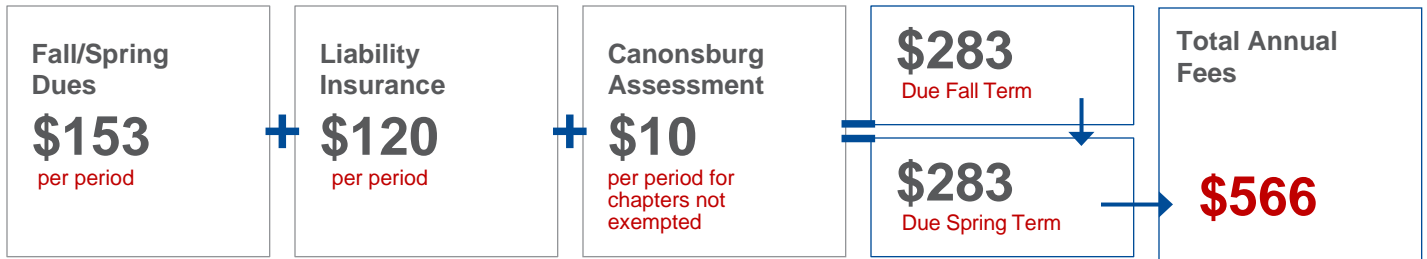 Fall/Spring
Dues
$153
per period
+
Liability
Insurance
$120
per period
+
Canonsburg
Assessment
$10
per period for
chapters not
exempted
=
$283
Due Fall Term
$283
Due Spring Term
Total Annual
Fees
$566